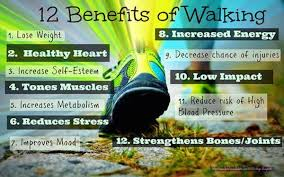 12 Benefits of Walking
1. Lose Weight
2. Healthy Heart
3. Increase Self-Esteem
4. Tones Muscles
5. Increases Metabolism
6. Reduces Stress
7. Improves Mood
8. Increased Energy
9. Decrease chance of injuries
10. Low Impact
11. Reduce risk of High
Blood Pressure
12. Strengthens Bones/Joints